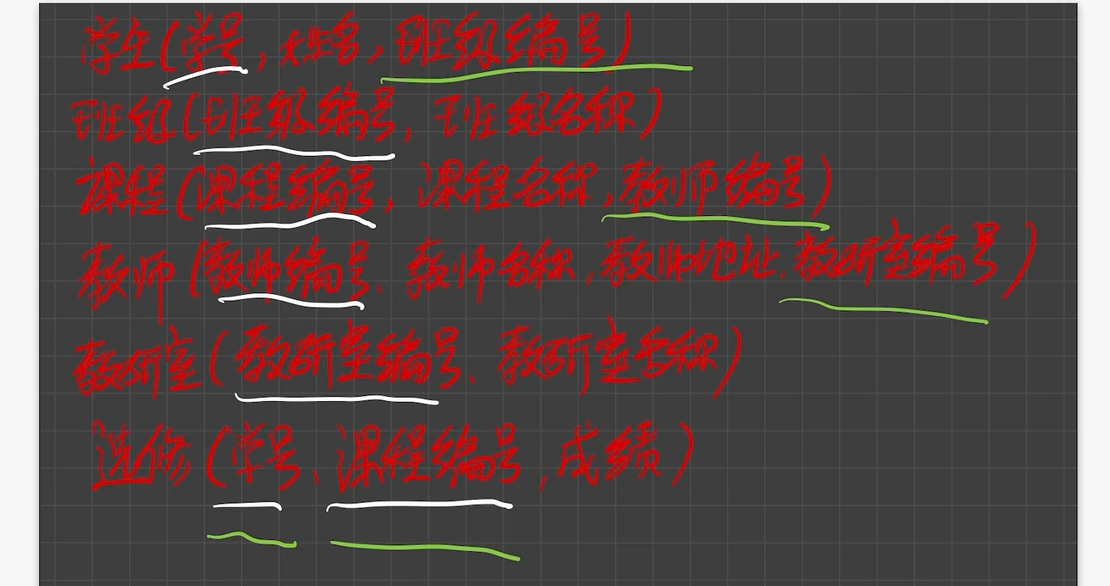 学生(学号,姓名,班级编号)
班级(班级编号,班级名称)
课程(课程编号,课程名称,教师编号)
教师(教师编号、教师名称,教师地址,教研室编号)
教研室(教研室编号、教研室名称)
选修(学号、课程编号,成绩)